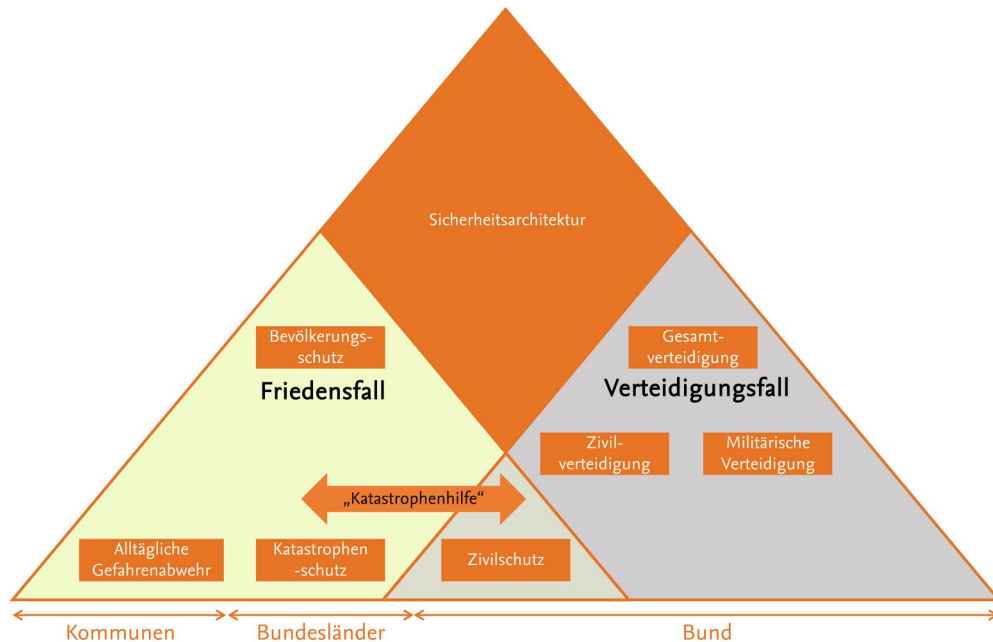 Sicherheitsarchitektur
Bevölkerungs-
schutz
Friedensfall
Gesamt-
verteidigung
Verteidigungsfall
Zivil-
verteidigung
Militärische
Verteidigung
„Katastrophenhilfe“
Alltägliche
Gefahrenabwehr
Katastrophen
-schutz
Zivilschutz
Kommunen
Bundesländer
Bund